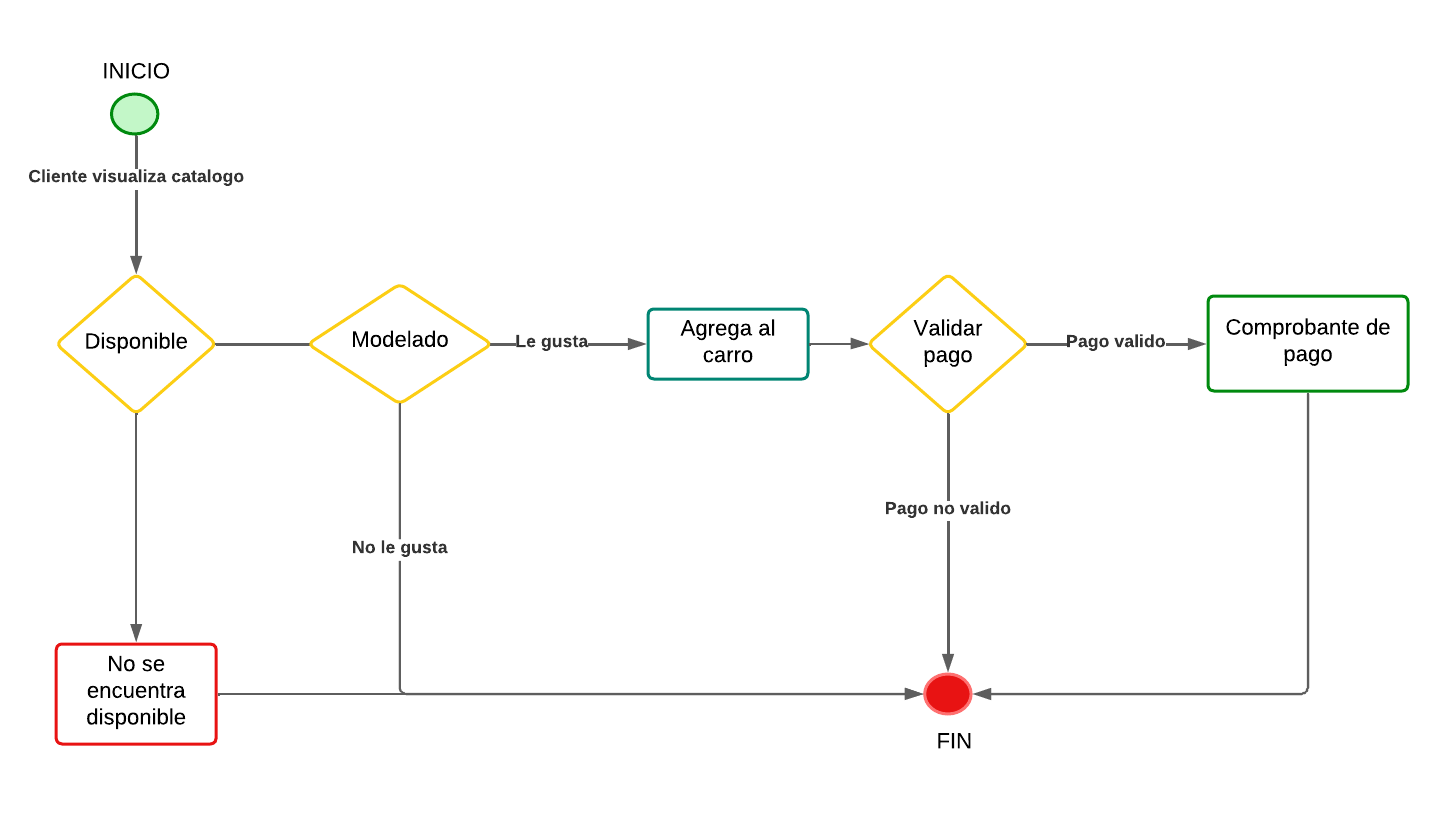 INICIO
Cliente visualiza catalogo
Disponible
Modelado
Le gusta
Agrega al
carro
Validar
pago
Pago valido
Comprobante de
pago
Pago no valido
No le gusta
No se
encuentra
disponible
FIN